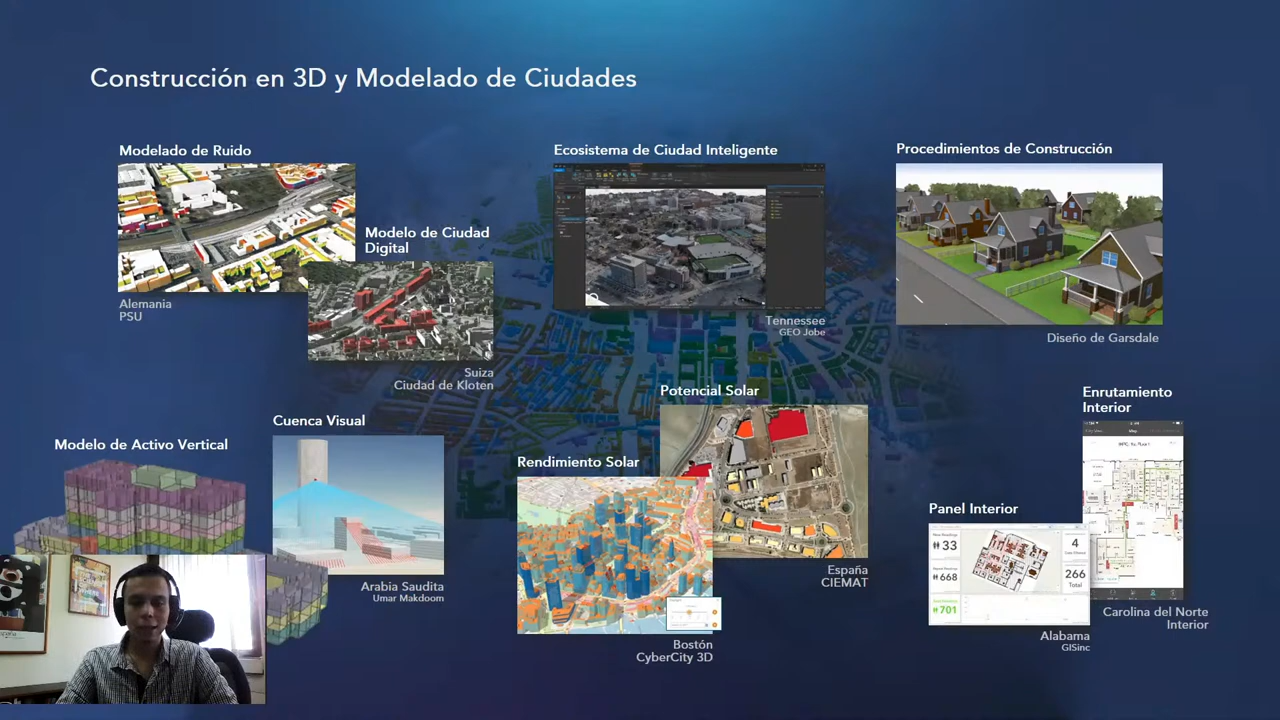 Construcción en 3D y Modelado de Ciudades
Modelado de Ruido
Alemania
PSU
Modelo de Ciudad
Digital
Suiza
Ciudad de Kloten
Ecosistema de Ciudad Inteligente
Tennessee
GEO Jobe
Procedimientos de Construcción
Diseño de Garsdale
Modelo de Activo Vertical
Cuenca Visual
Arabia Saudita
Umar Makdoom
Rendimiento Solar
Bostón
CyberCity 3D
Potencial Solar
España
CIEMAT
Panel Interior
33
668
701
4
266
Total
Alabama
GISinc
Enrutamiento
Interior
Map
Carolina del Norte
Interior